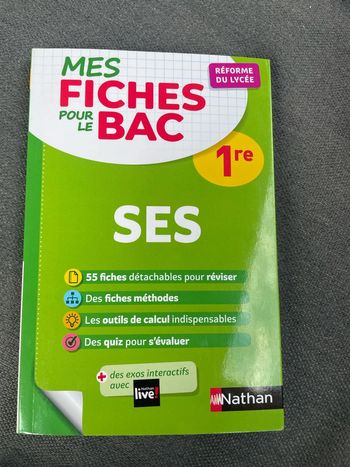 MES
FICHES
POUR
LE
BAC
RÉFORME
DU LYCÉE
1re
SES
55 fiches détachables pour réviser
Des fiches méthodes
Les outils de calcul indispensables
Des quiz pour s'évaluer
+ des exos interactifs
avec
Nathan
live!
Nathan